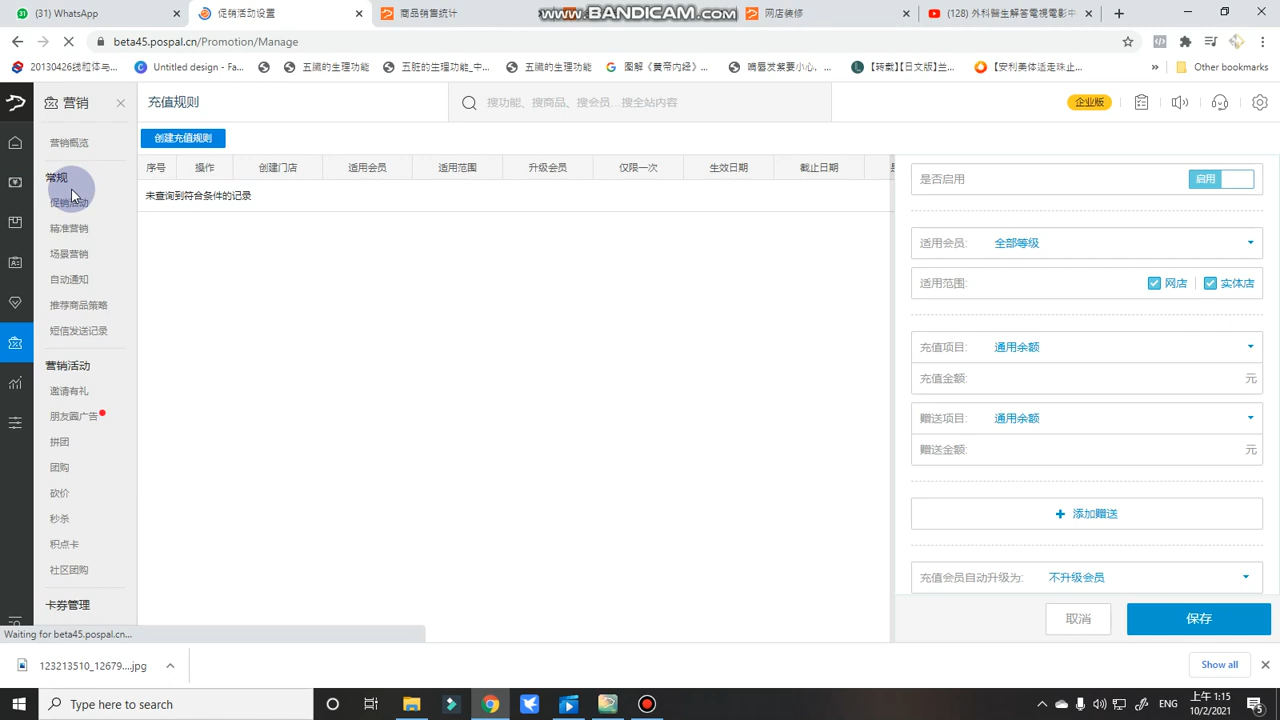 (31) WhatsApp
促销活动设置
商品销售统计
www.BANDICAM.com
网店装修
(128) 外科醫生解答電視電影中
beta45.pospal.cn/Promotion/Manage
20130426线粒体与...
Untitled design - Fa...
五臟的生理功能
五脏的生理功能_中...
五臟的生理功能
图解《黄帝内经》...
嘴唇发紫要小心，...
【转载】【日文版】兰...
【安利美体适走珠止...
Other bookmarks
营销
充值规则
搜功能、搜商品、搜会员...搜全站内容
企业版
营销概览
创建充值规则
序号 操作 创建门店 适用会员 适用范围 升级会员 仅限一次 生效日期 截止日期
未查询到符合条件的记录
常规
促销活动
精准营销
场景营销
自动通知
推荐商品策略
短信发送记录
营销活动
邀请有礼
朋友圈广告
拼团
团购
砍价
秒杀
积点卡
社区团购
卡券管理
是否启用 启用
适用会员: 全部等级
适用范围: 网店 实体店
充值项目: 通用余额
充值金额: 元
赠送项目: 通用余额
赠送金额: 元
添加赠送
充值会员自动升级为: 不升级会员
取消 保存
Waiting for beta45.pospal.cn...
123213510_12679....jpg
Show all
Type here to search
ENG
上午 1:15
10/2/2021
5